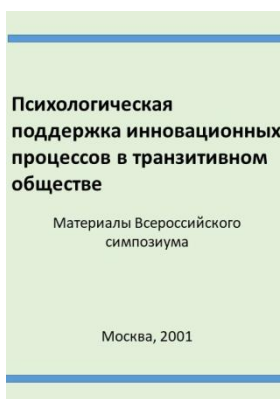 Психологическая
поддержка инновационных
процессов в транзитивном
обществе
Материалы Всероссийского
симпозиума
Москва, 2001